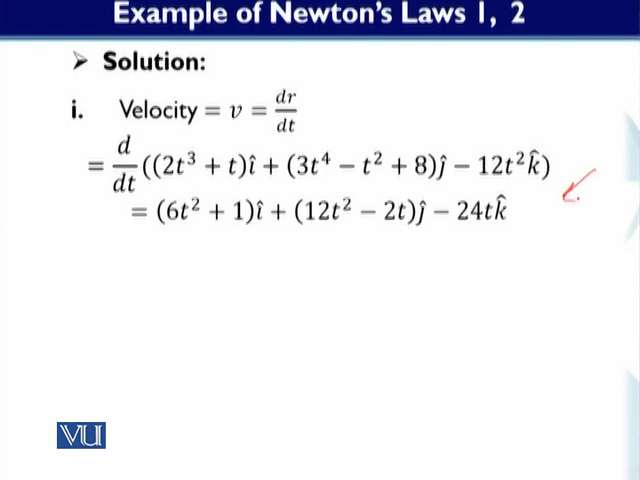 Example of Newton's Laws 1, 2
➢ Solution:
i. Velocity = v = dr/dt
= d/dt((2t³ + t)î + (3t⁴ − t² + 8)ĵ − 12t²k̂)
= (6t² + 1)î + (12t² − 2t)ĵ − 24tk̂
VU